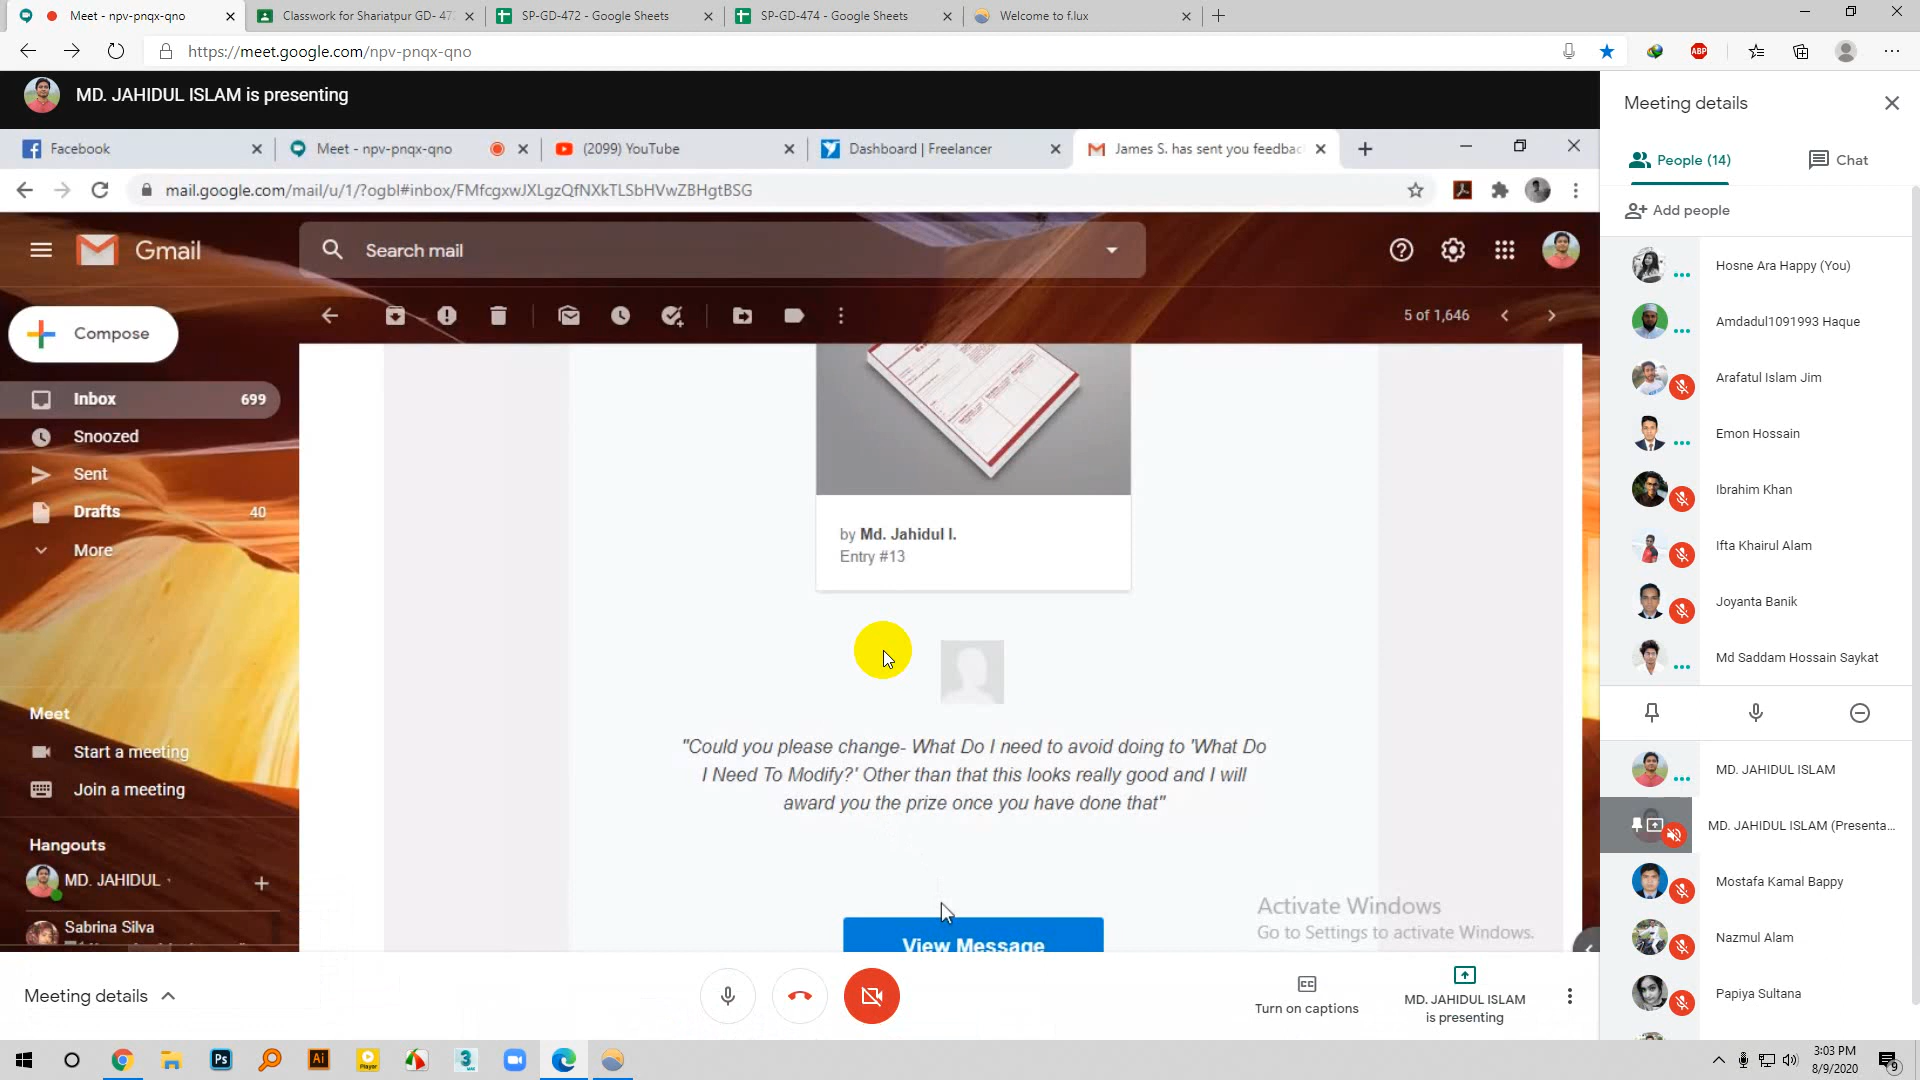 Meet - npv-pnqx-qno
Classwork for Shariatpur GD- 47
SP-GD-472 - Google Sheets
SP-GD-474 - Google Sheets
Welcome to f.lux
https://meet.google.com/npv-pnqx-qno
ABP
MD. JAHIDUL ISLAM is presenting
Facebook
Meet - npv-pnqx-qno
(2099) YouTube
Dashboard | Freelancer
James S. has sent you feedbac
mail.google.com/mail/u/1/?ogbl#inbox/FMfcgxwJXLgzQfNXkTLSbHVwZBHgtBSG
Gmail
Search mail
Compose
5 of 1,646
Inbox 699
Snoozed
Sent
Drafts 40
More
by Md. Jahidul I.
Entry #13
"Could you please change- What Do I need to avoid doing to 'What Do
I Need To Modify?' Other than that this looks really good and I will
award you the prize once you have done that"
View Message
Meet
Start a meeting
Join a meeting
Hangouts
MD. JAHIDUL
Sabrina Silva
Activate Windows
Go to Settings to activate Windows.
Meeting details
People (14)
Chat
Add people
Hosne Ara Happy (You)
Amdadul1091993 Haque
Arafatul Islam Jim
Emon Hossain
Ibrahim Khan
Ifta Khairul Alam
Joyanta Banik
Md Saddam Hossain Saykat
MD. JAHIDUL ISLAM
MD. JAHIDUL ISLAM (Presenta...
Mostafa Kamal Bappy
Nazmul Alam
Papiya Sultana
Meeting details
Turn on captions
MD. JAHIDUL ISLAM
is presenting
Ps
Ai
Player
3
3:03 PM
8/9/2020
9